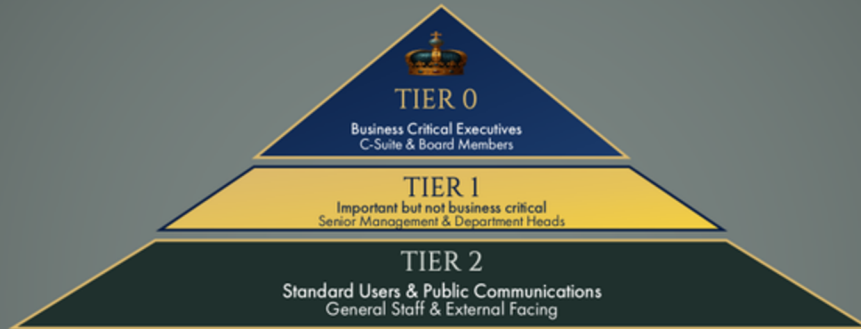 TIER 0
Business Critical Executives
C-Suite & Board Members
TIER 1
Important but not business critical
Senior Management & Department Heads
TIER 2
Standard Users & Public Communications
General Staff & External Facing